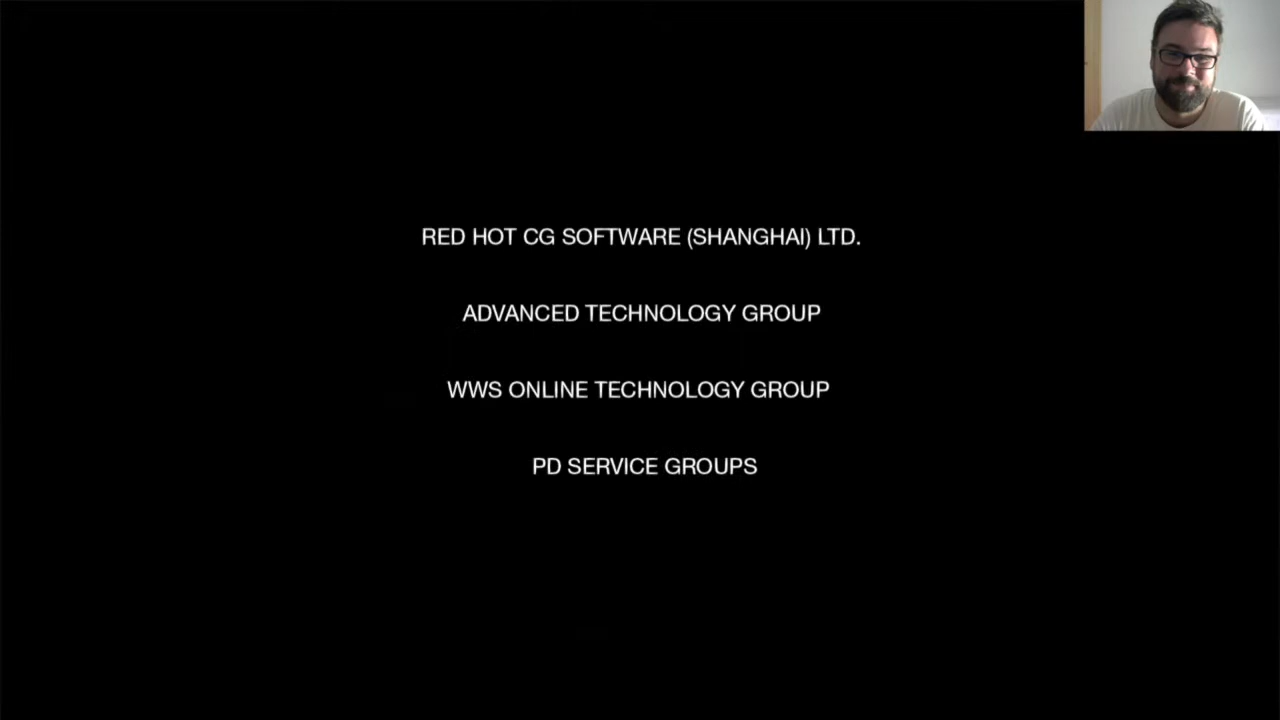 RED HOT CG SOFTWARE (SHANGHAI) LTD.
ADVANCED TECHNOLOGY GROUP
WWS ONLINE TECHNOLOGY GROUP
PD SERVICE GROUPS